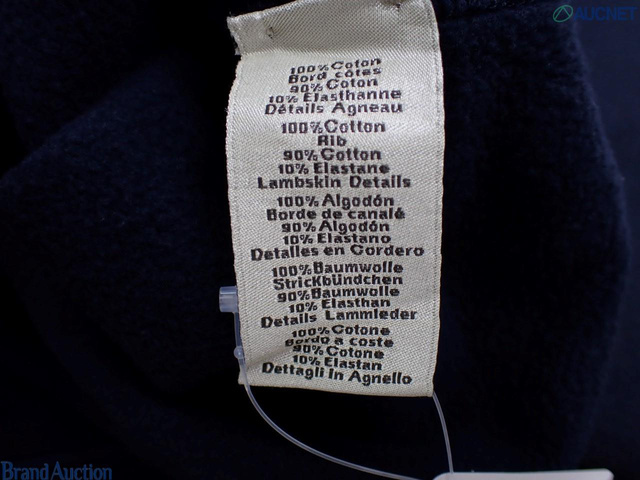 AUCNET
100% Coton
Bord côtes
90% Coton
10% Elasthanne
Détails Agneau
100% Cotton
Rib
90% Cotton
10% Elastane
Lambskin Details
100% Algodón
Borde de canalé
90% Algodón
10% Elastano
Detalles en Cordero
100% Baumwolle
Strickbündchen
90% Baumwolle
10% Elasthan
Details Lammleder
100% Cotone
Bordo a coste
90% Cotone
10% Elastan
Dettagli in Agnello
Brand Auction